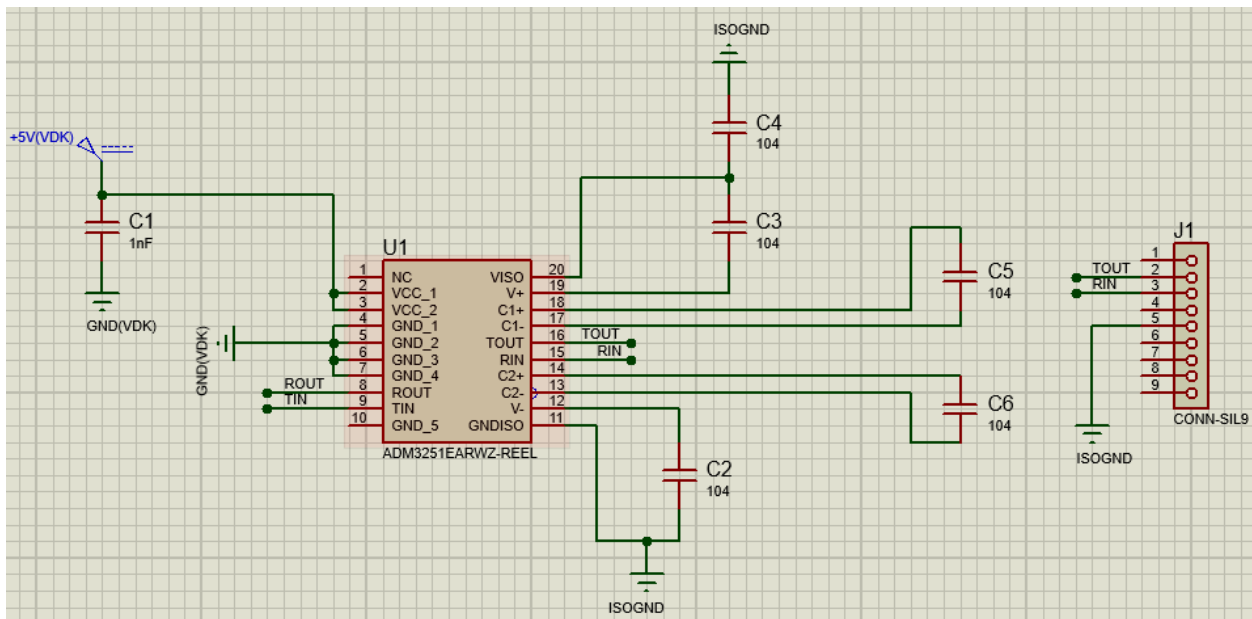 ISOGND
C4
104
+5V(VDK)
C1
1nF
GND(VDK)
C3
104
U1
1 NC VISO 20
2 VCC_1 V+ 19
3 VCC_2 C1+ 18
4 GND_1 C1- 17
5 GND_2 TOUT 16 TOUT
6 GND_3 RIN 15 RIN
7 GND_4 C2+ 14
ROUT 8 ROUT C2- 13
TIN 9 TIN V- 12
10 GND_5 GNDISO 11
ADM3251EARWZ-REEL
GND(VDK)
C5
104
C6
104
C2
104
ISOGND
J1
1
TOUT 2
RIN 3
4
5
6
7
8
9
CONN-SIL9
ISOGND